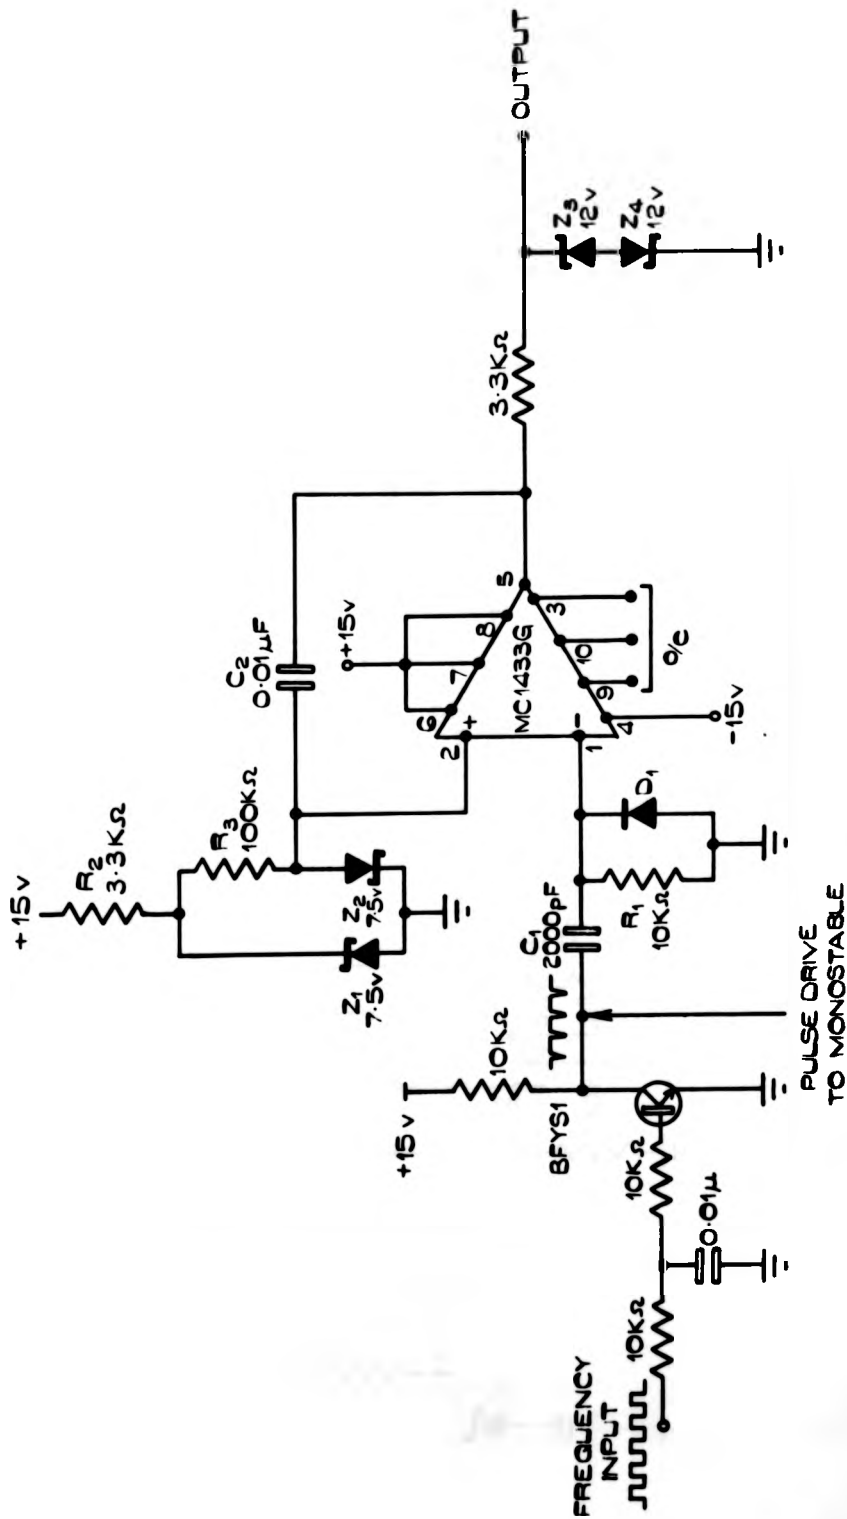 +15v
R2
3.3KΩ
R3
100KΩ
Z1
7.5v
Z2
7.5v
C2
0.01µF
+15v
6
7
8
2
+
MC1433G
5
1
−
4
9
10
3
o/c
-15v
3.3KΩ
OUTPUT
Z3
12v
Z4
12v
+15v
10KΩ
BFYS1
C1
2000pF
R1
10KΩ
D1
PULSE DRIVE
TO MONOSTABLE
FREQUENCY
INPUT
10KΩ
0.01µ
10KΩ